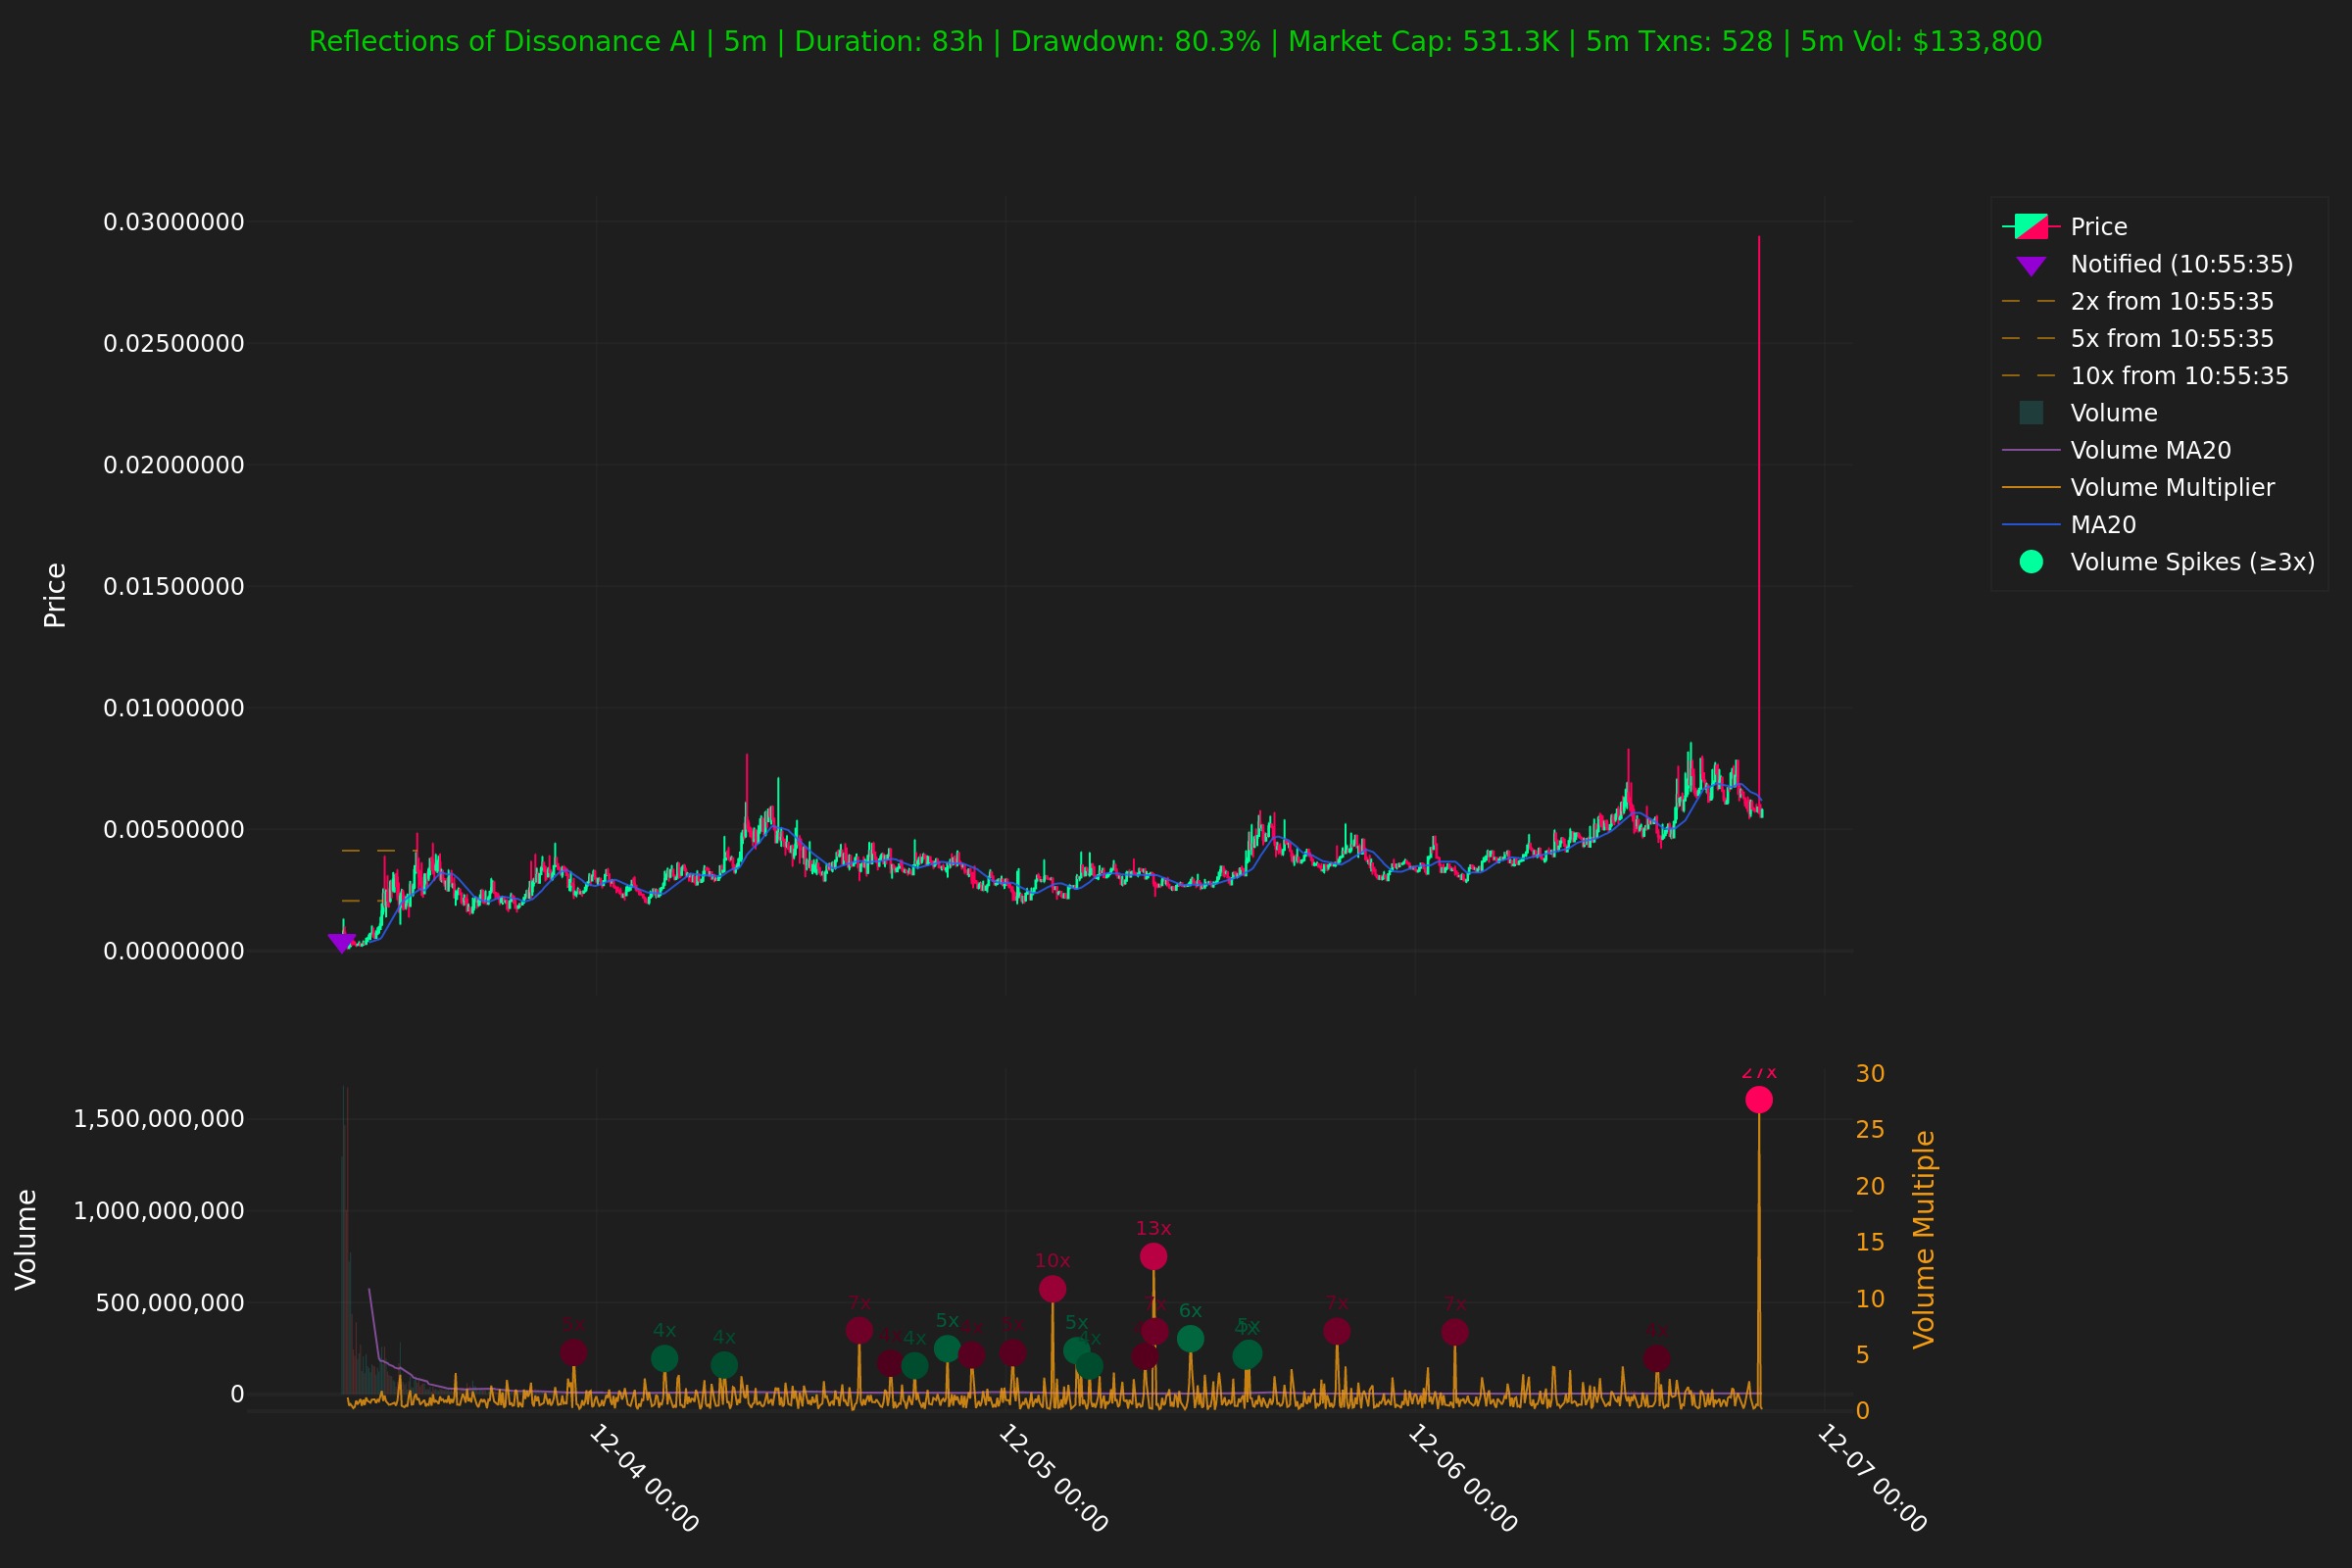 Reflections of Dissonance AI | 5m | Duration: 83h | Drawdown: 80.3% | Market Cap: 531.3K | 5m Txns: 528 | 5m Vol: $133,800
Price
0.03000000
0.02500000
0.02000000
0.01500000
0.01000000
0.00500000
0.00000000
Price
Notified (10:55:35)
2x from 10:55:35
5x from 10:55:35
10x from 10:55:35
Volume
Volume MA20
Volume Multiplier
MA20
Volume Spikes (≥3x)
Volume
1,500,000,000
1,000,000,000
500,000,000
0
4x
4x
7x
4x
5x
5x
10x
5x
4x
13x
7x
6x
4x
5x
7x
7x
27x
30
25
20
15
10
5
0
Volume Multiple
12-04 00:00
12-05 00:00
12-06 00:00
12-07 00:00